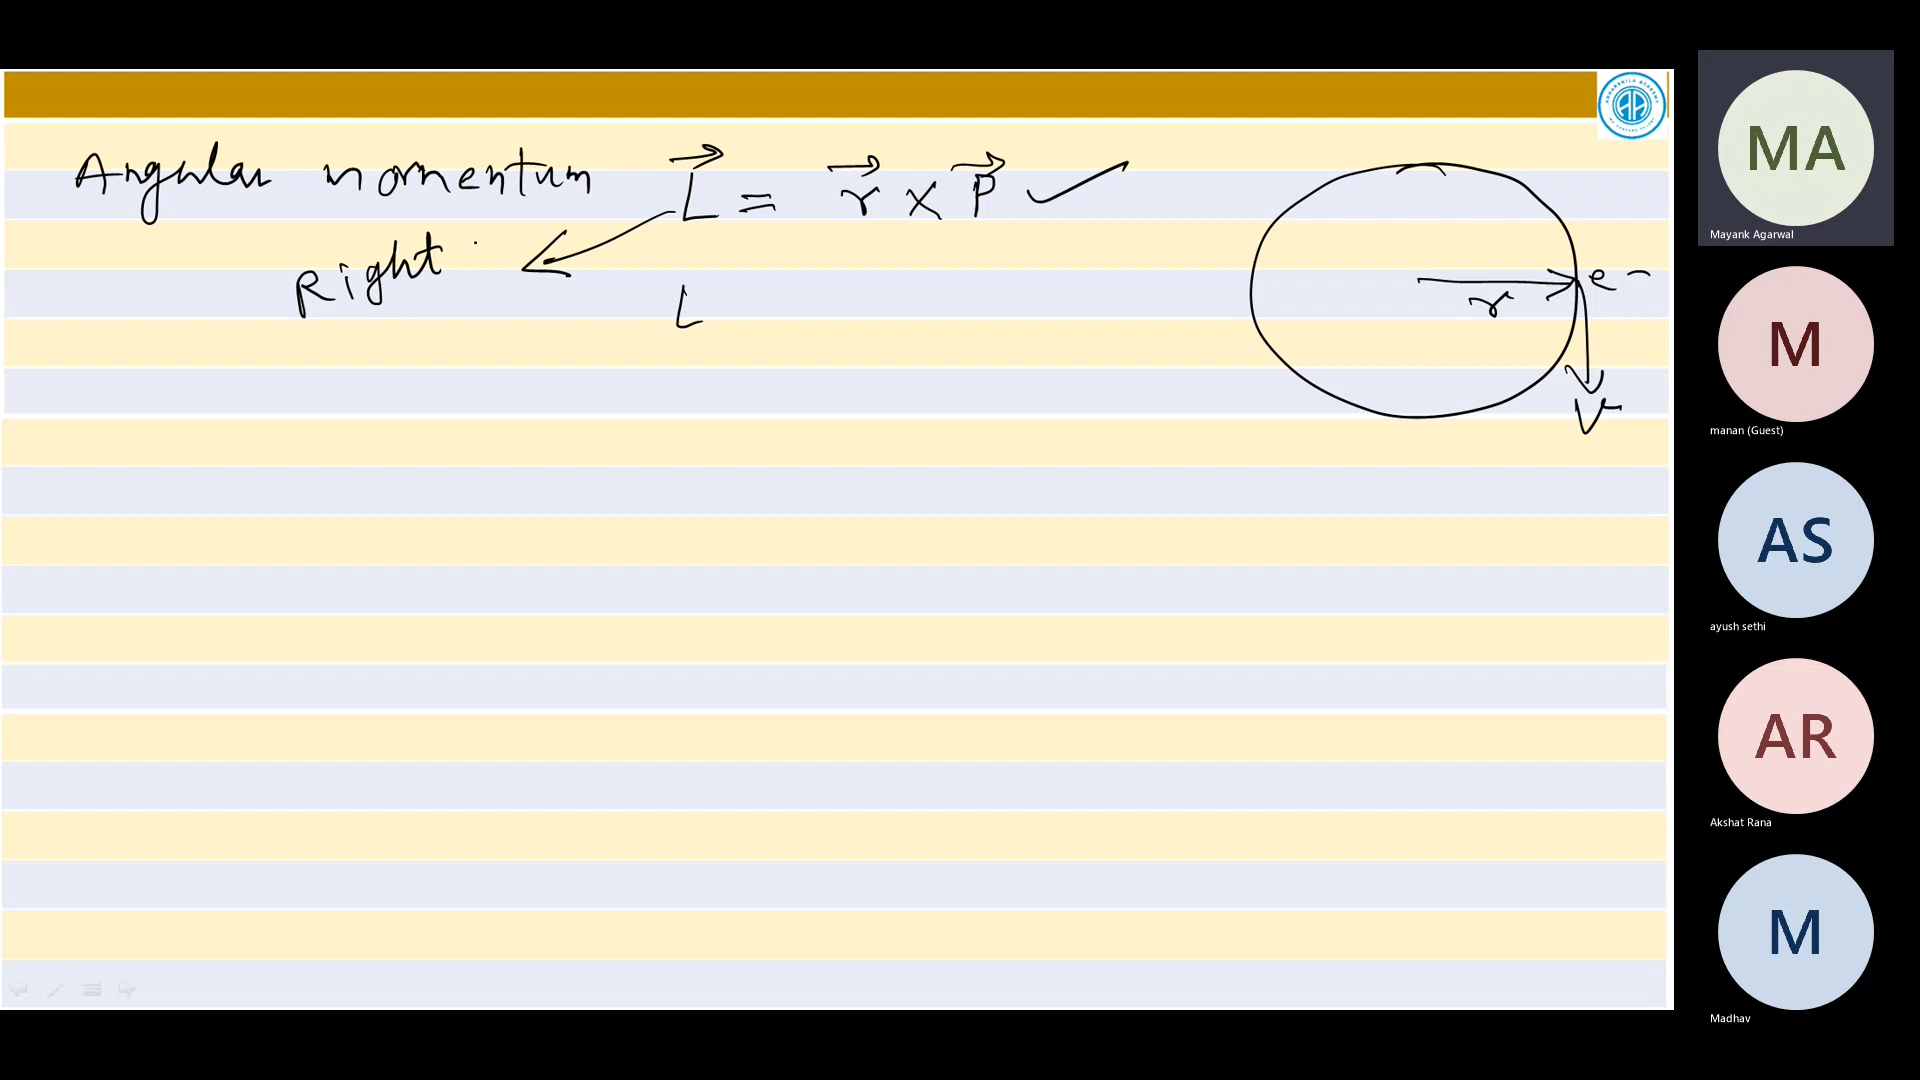 Angular momentum L = r x P
Right
L
r
e -
v
MA
Mayank Agarwal
M
manan (Guest)
AS
ayush sethi
AR
Akshat Rana
M
Madhav